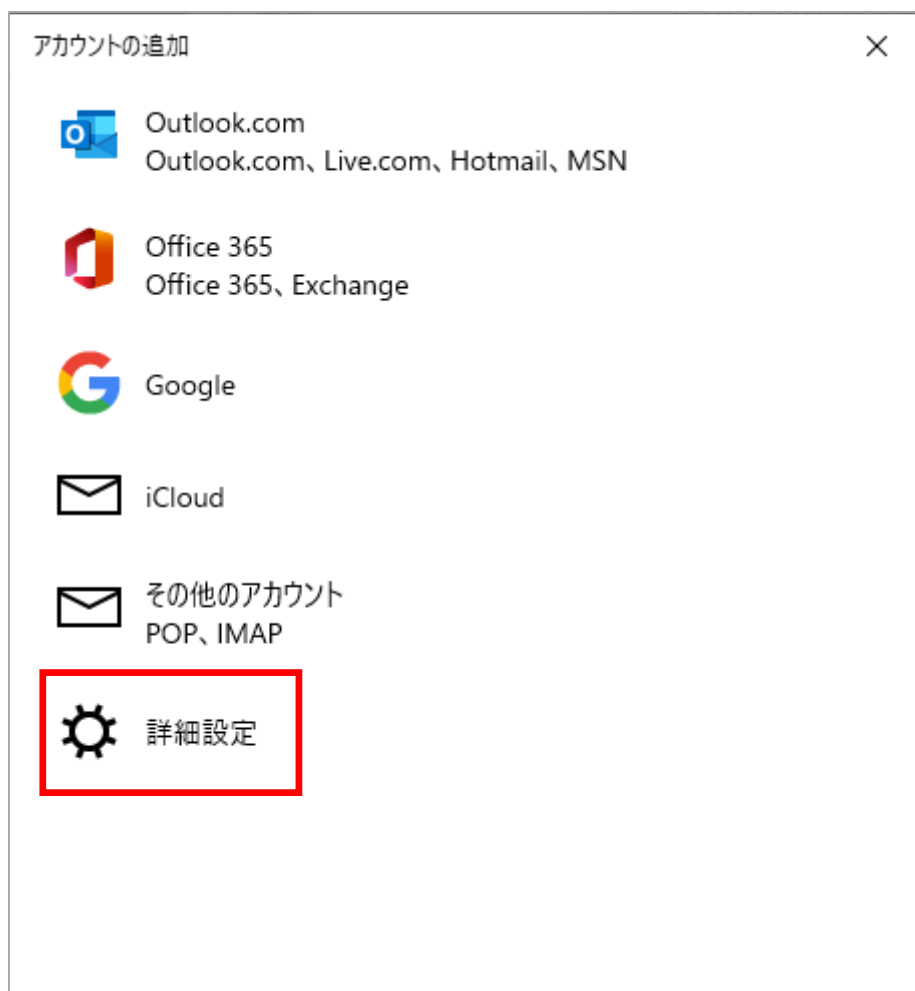 アカウントの追加
Outlook.com
Outlook.com、Live.com、Hotmail、MSN
Office 365
Office 365、Exchange
Google
iCloud
その他のアカウント
POP、IMAP
詳細設定